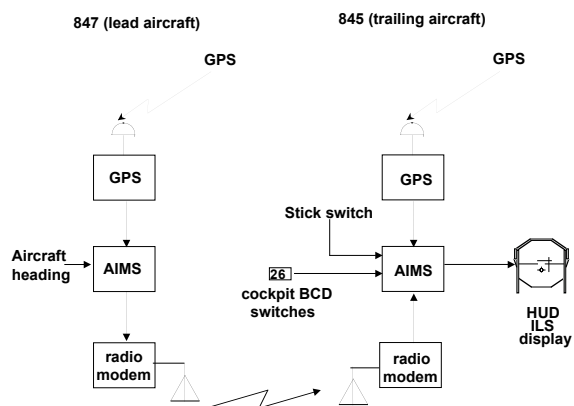 847 (lead aircraft)
845 (trailing aircraft)
GPS
GPS
GPS
GPS
Stick switch
Aircraft
heading
AIMS
26
AIMS
cockpit BCD
switches
HUD
ILS
display
radio
modem
radio
modem